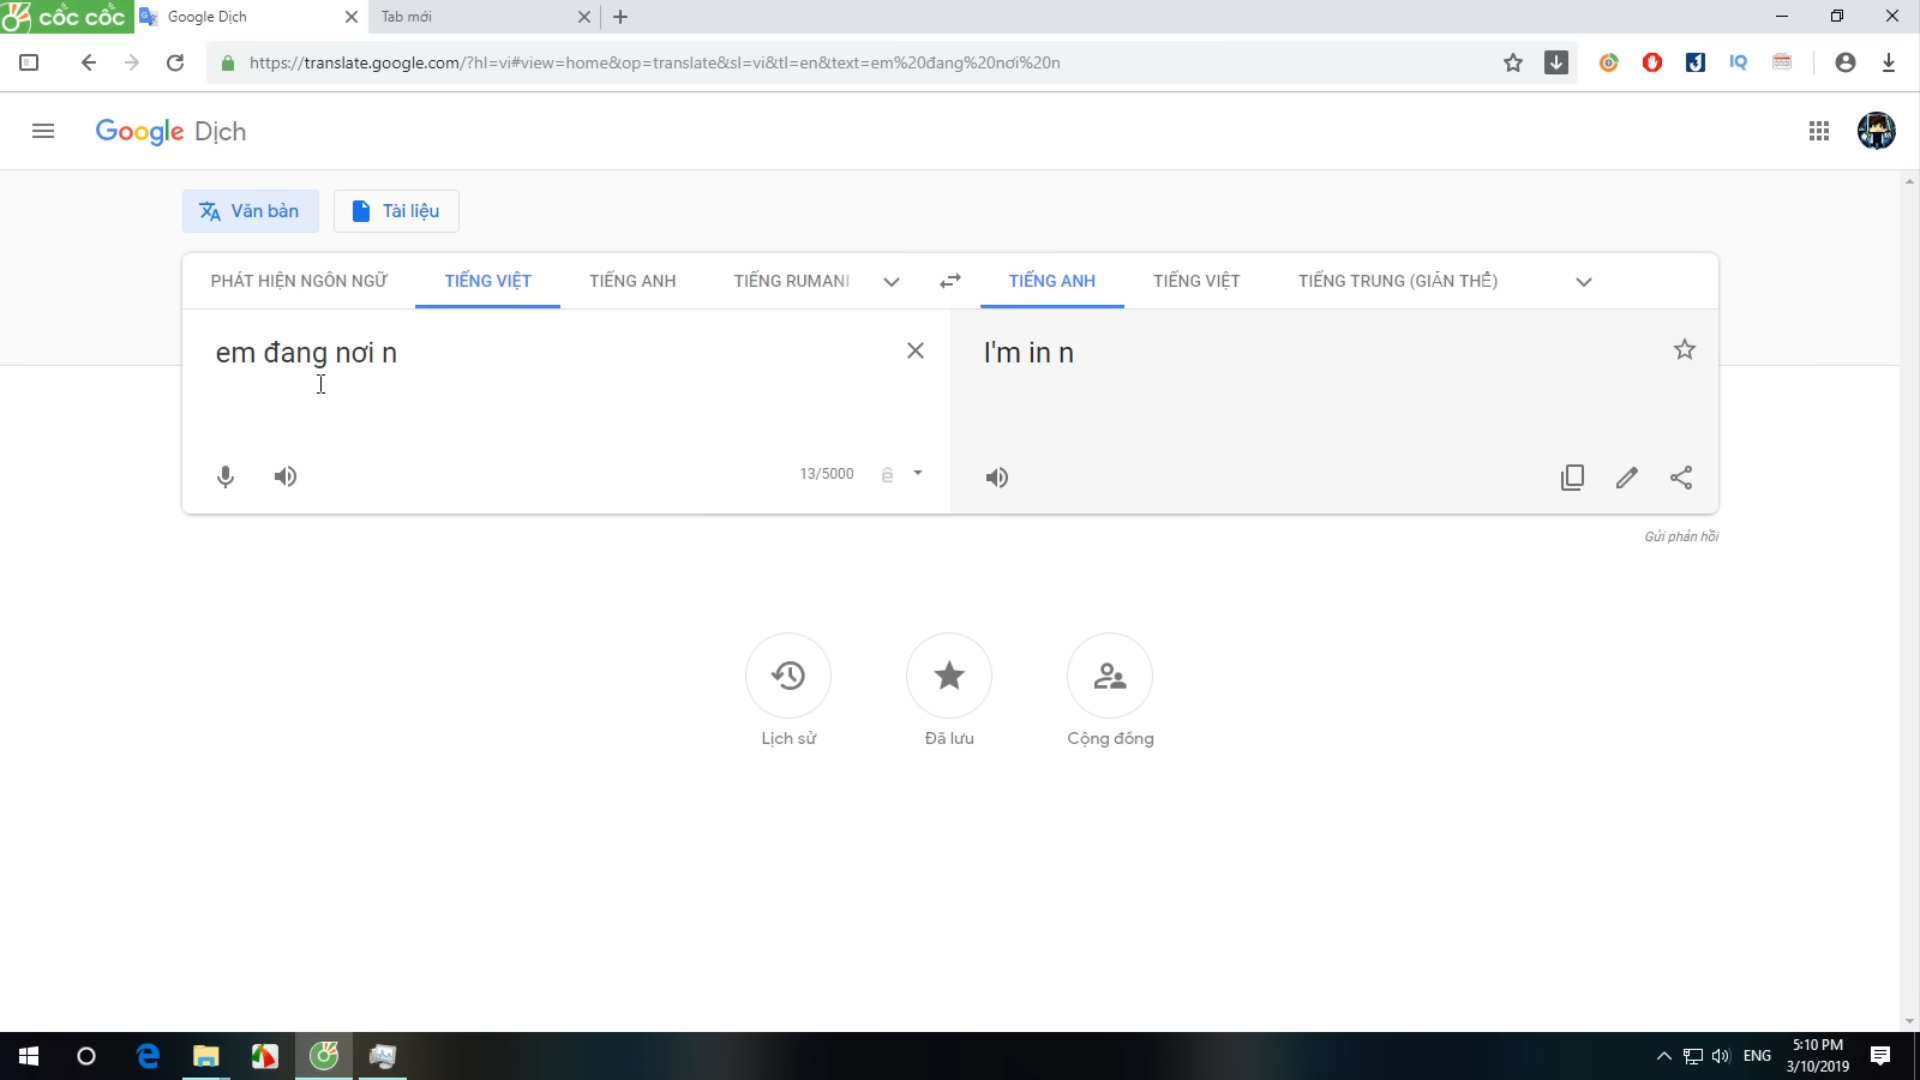 cốc cốc
Google Dịch
Tab mới
https://translate.google.com/?hl=vi#view=home&op=translate&sl=vi&tl=en&text=em%20đang%20nơi%20n
IQ
Google Dịch
Văn bản
Tài liệu
PHÁT HIỆN NGÔN NGỮ
TIẾNG VIỆT
TIẾNG ANH
TIẾNG RUMANI
TIẾNG ANH
TIẾNG VIỆT
TIẾNG TRUNG (GIẢN THỂ)
em đang nơi n
I'm in n
13/5000
Gửi phản hồi
Lịch sử
Đã lưu
Cộng đồng
ENG
5:10 PM
3/10/2019